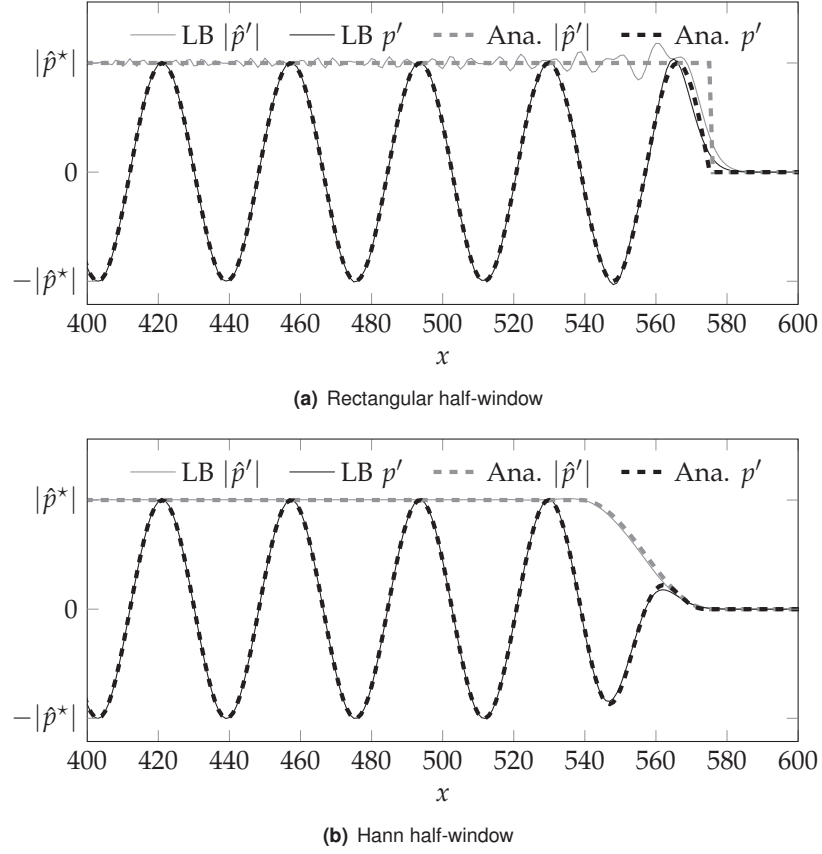 LB |p̂′| LB p′ Ana. |p̂′| Ana. p′
|p̂⋆|
0
−|p̂⋆|
400 420 440 460 480 500 520 540 560 580 600
x
(a) Rectangular half-window
LB |p̂′| LB p′ Ana. |p̂′| Ana. p′
|p̂⋆|
0
−|p̂⋆|
400 420 440 460 480 500 520 540 560 580 600
x
(b) Hann half-window